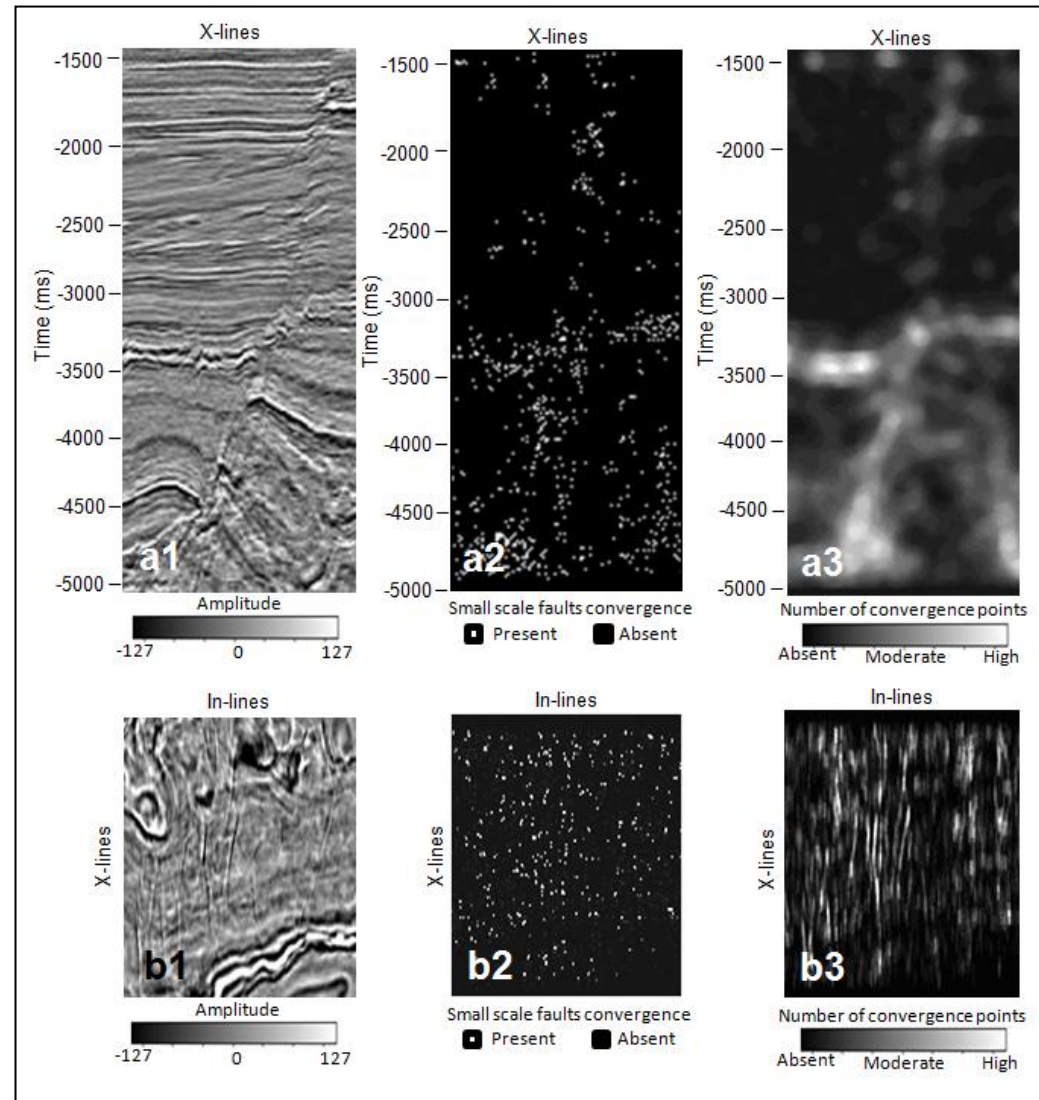 X-lines
X-lines
X-lines
Time (ms)
-1500
-2000
-2500
-3000
-3500
-4000
-4500
-5000
a1
Time (ms)
-1500
-2000
-2500
-3000
-3500
-4000
-4500
-5000
a2
Time (ms)
-1500
-2000
-2500
-3000
-3500
-4000
-4500
-5000
a3
Amplitude
-127 0 127
Small scale faults convergence
Present Absent
Number of convergence points
Absent Moderate High
In-lines
In-lines
In-lines
X-lines
b1
X-lines
b2
X-lines
b3
Amplitude
-127 0 127
Small scale faults convergence
Present Absent
Number of convergence points
Absent Moderate High